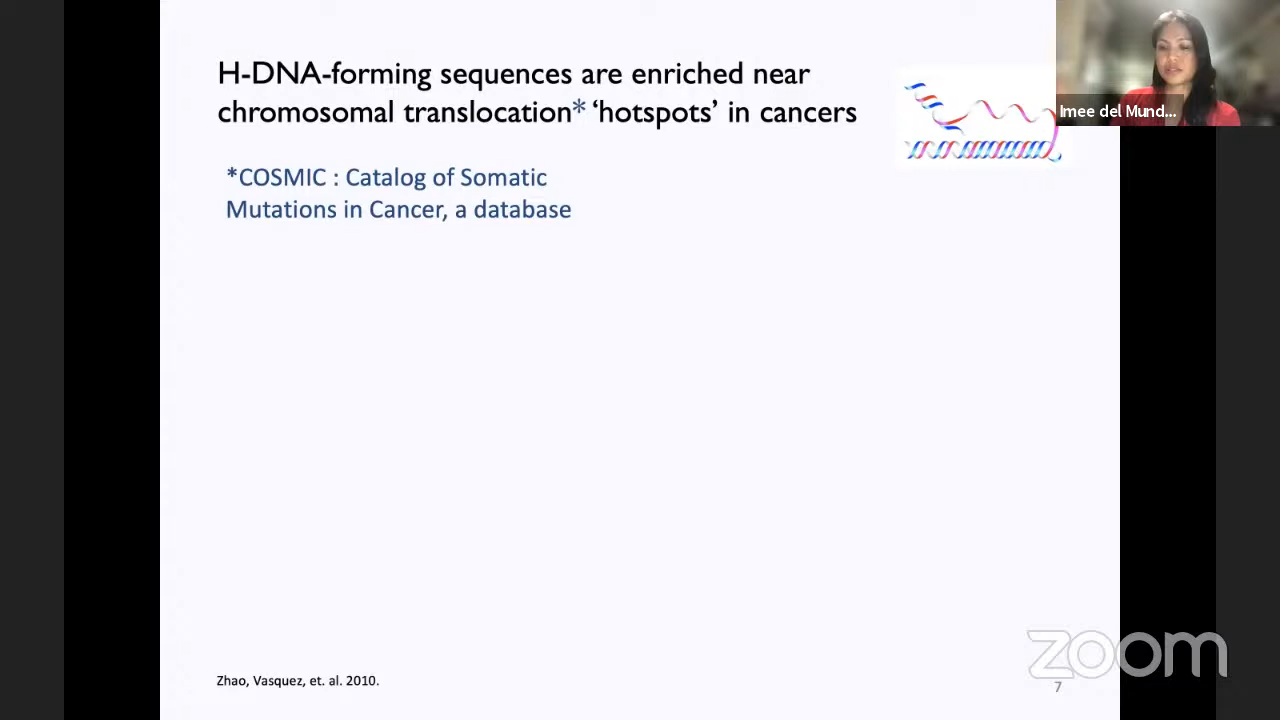 H-DNA-forming sequences are enriched near
chromosomal translocation* ‘hotspots’ in cancers
Imee del Mund...
*COSMIC : Catalog of Somatic
Mutations in Cancer, a database
Zhao, Vasquez, et. al. 2010.
zoom
7